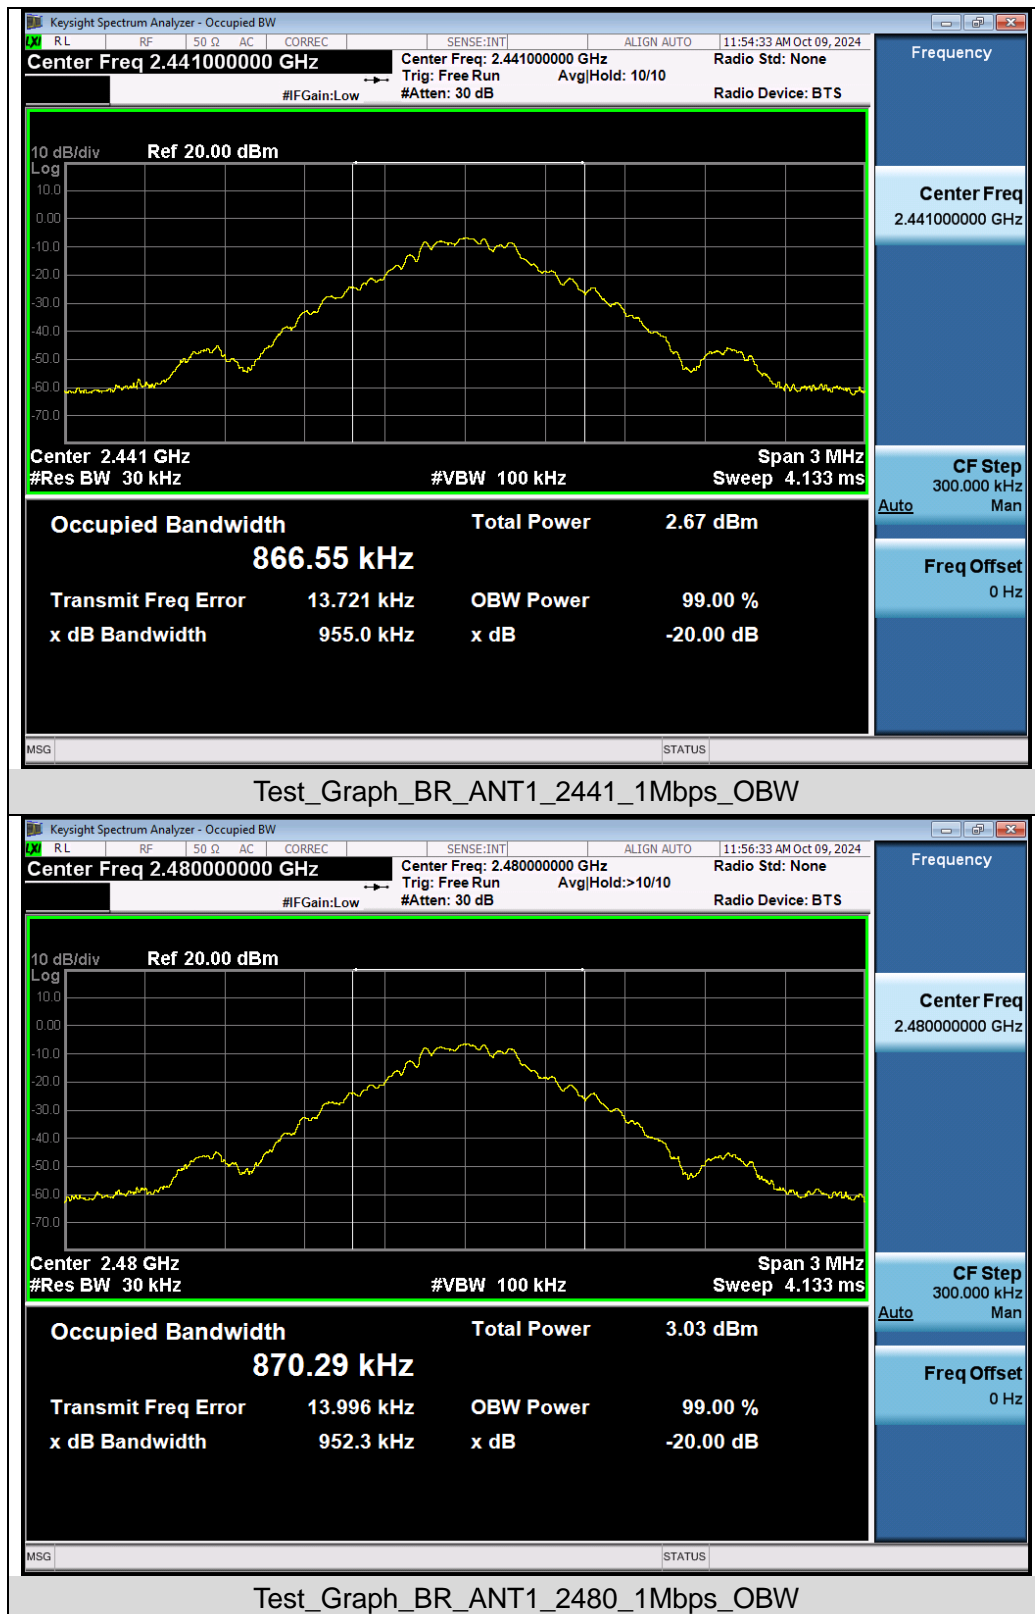 Keysight Spectrum Analyzer - Occupied BW
LXI RL RF 50 Ω AC CORREC SENSE:INT ALIGN AUTO 11:54:33 AM Oct 09, 2024
Center Freq 2.441000000 GHz
Center Freq: 2.441000000 GHz
Radio Std: None
Trig: Free Run Avg|Hold: 10/10
#IFGain:Low #Atten: 30 dB Radio Device: BTS
Frequency
10 dB/div Ref 20.00 dBm
Log
10.0
0.00
-10.0
-20.0
-30.0
-40.0
-50.0
-60.0
-70.0
Center 2.441 GHz Span 3 MHz
#Res BW 30 kHz #VBW 100 kHz Sweep 4.133 ms
Center Freq
2.441000000 GHz
CF Step
300.000 kHz
Auto Man
Freq Offset
0 Hz
Occupied Bandwidth Total Power 2.67 dBm
866.55 kHz
Transmit Freq Error 13.721 kHz OBW Power 99.00 %
x dB Bandwidth 955.0 kHz x dB -20.00 dB
MSG STATUS
Test_Graph_BR_ANT1_2441_1Mbps_OBW
Keysight Spectrum Analyzer - Occupied BW
LXI RL RF 50 Ω AC CORREC SENSE:INT ALIGN AUTO 11:56:33 AM Oct 09, 2024
Center Freq 2.480000000 GHz
Center Freq: 2.480000000 GHz
Radio Std: None
Trig: Free Run Avg|Hold:>10/10
#IFGain:Low #Atten: 30 dB Radio Device: BTS
Frequency
10 dB/div Ref 20.00 dBm
Log
10.0
0.00
-10.0
-20.0
-30.0
-40.0
-50.0
-60.0
-70.0
Center 2.48 GHz Span 3 MHz
#Res BW 30 kHz #VBW 100 kHz Sweep 4.133 ms
Center Freq
2.480000000 GHz
CF Step
300.000 kHz
Auto Man
Freq Offset
0 Hz
Occupied Bandwidth Total Power 3.03 dBm
870.29 kHz
Transmit Freq Error 13.996 kHz OBW Power 99.00 %
x dB Bandwidth 952.3 kHz x dB -20.00 dB
MSG STATUS
Test_Graph_BR_ANT1_2480_1Mbps_OBW